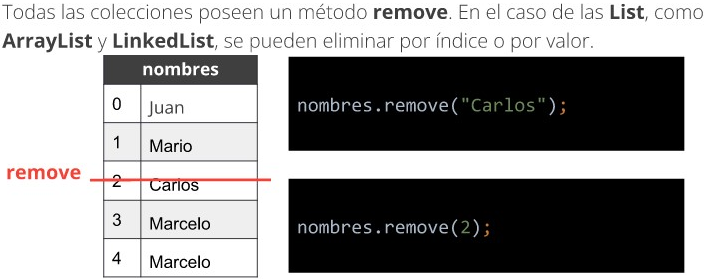 Todas las colecciones poseen un método remove. En el caso de las List, como
ArrayList y LinkedList, se pueden eliminar por índice o por valor.
nombres
0 Juan
1 Mario
remove
2 Carlos
3 Marcelo
4 Marcelo
nombres.remove("Carlos");
nombres.remove(2);